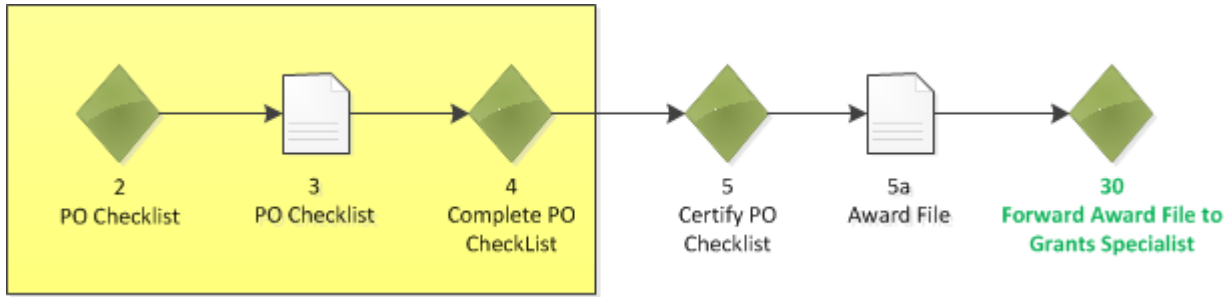 2
PO Checklist
3
PO Checklist
4
Complete PO
CheckList
5
Certify PO
Checklist
5a
Award File
30
Forward Award File to
Grants Specialist